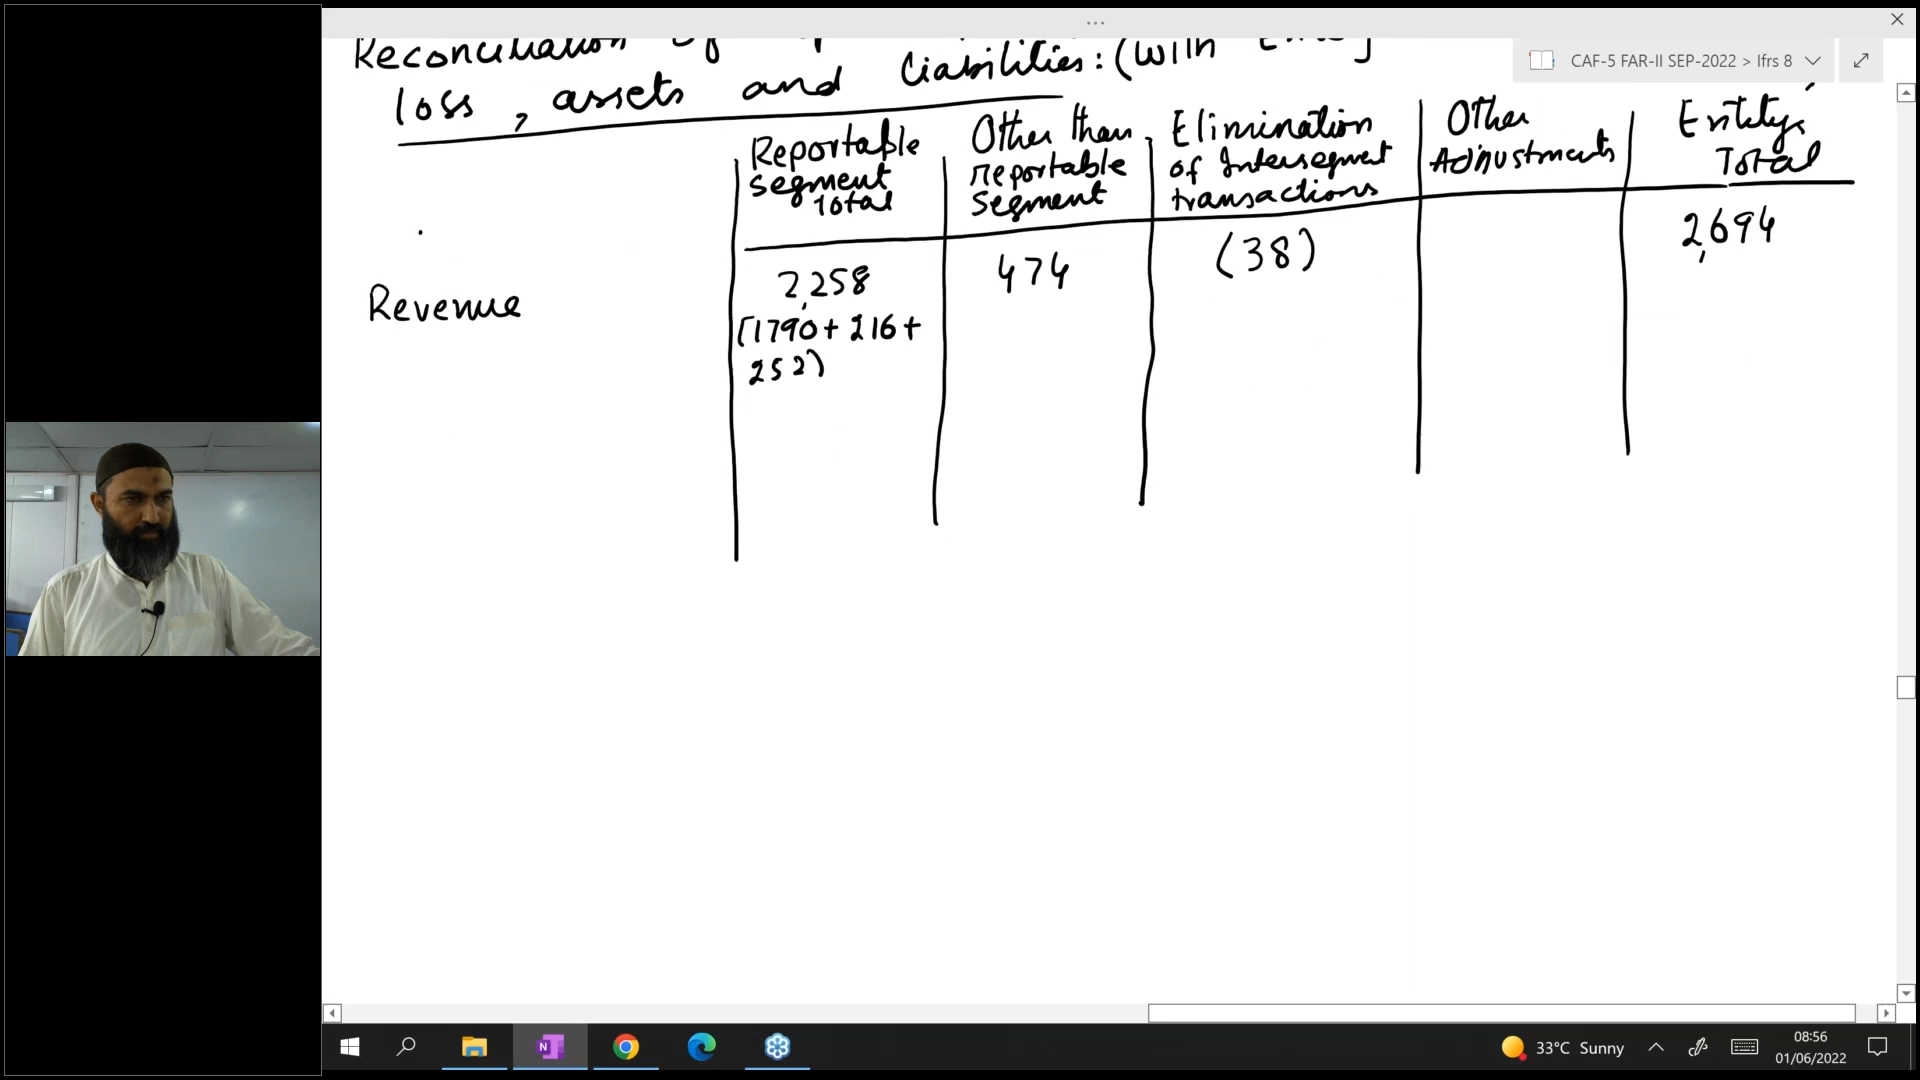 Reconciliation of
loss, assets and liabilities: (with
CAF-5 FAR-II SEP-2022 > Ifrs 8
Reportable segment Total
Other than reportable segment
Elimination of Intersegment transactions
Other Adjustments
Entity's Total
Revenue
2,258
(1790 + 216 +
252)
474
(38)
2,694
33°C Sunny
08:56
01/06/2022